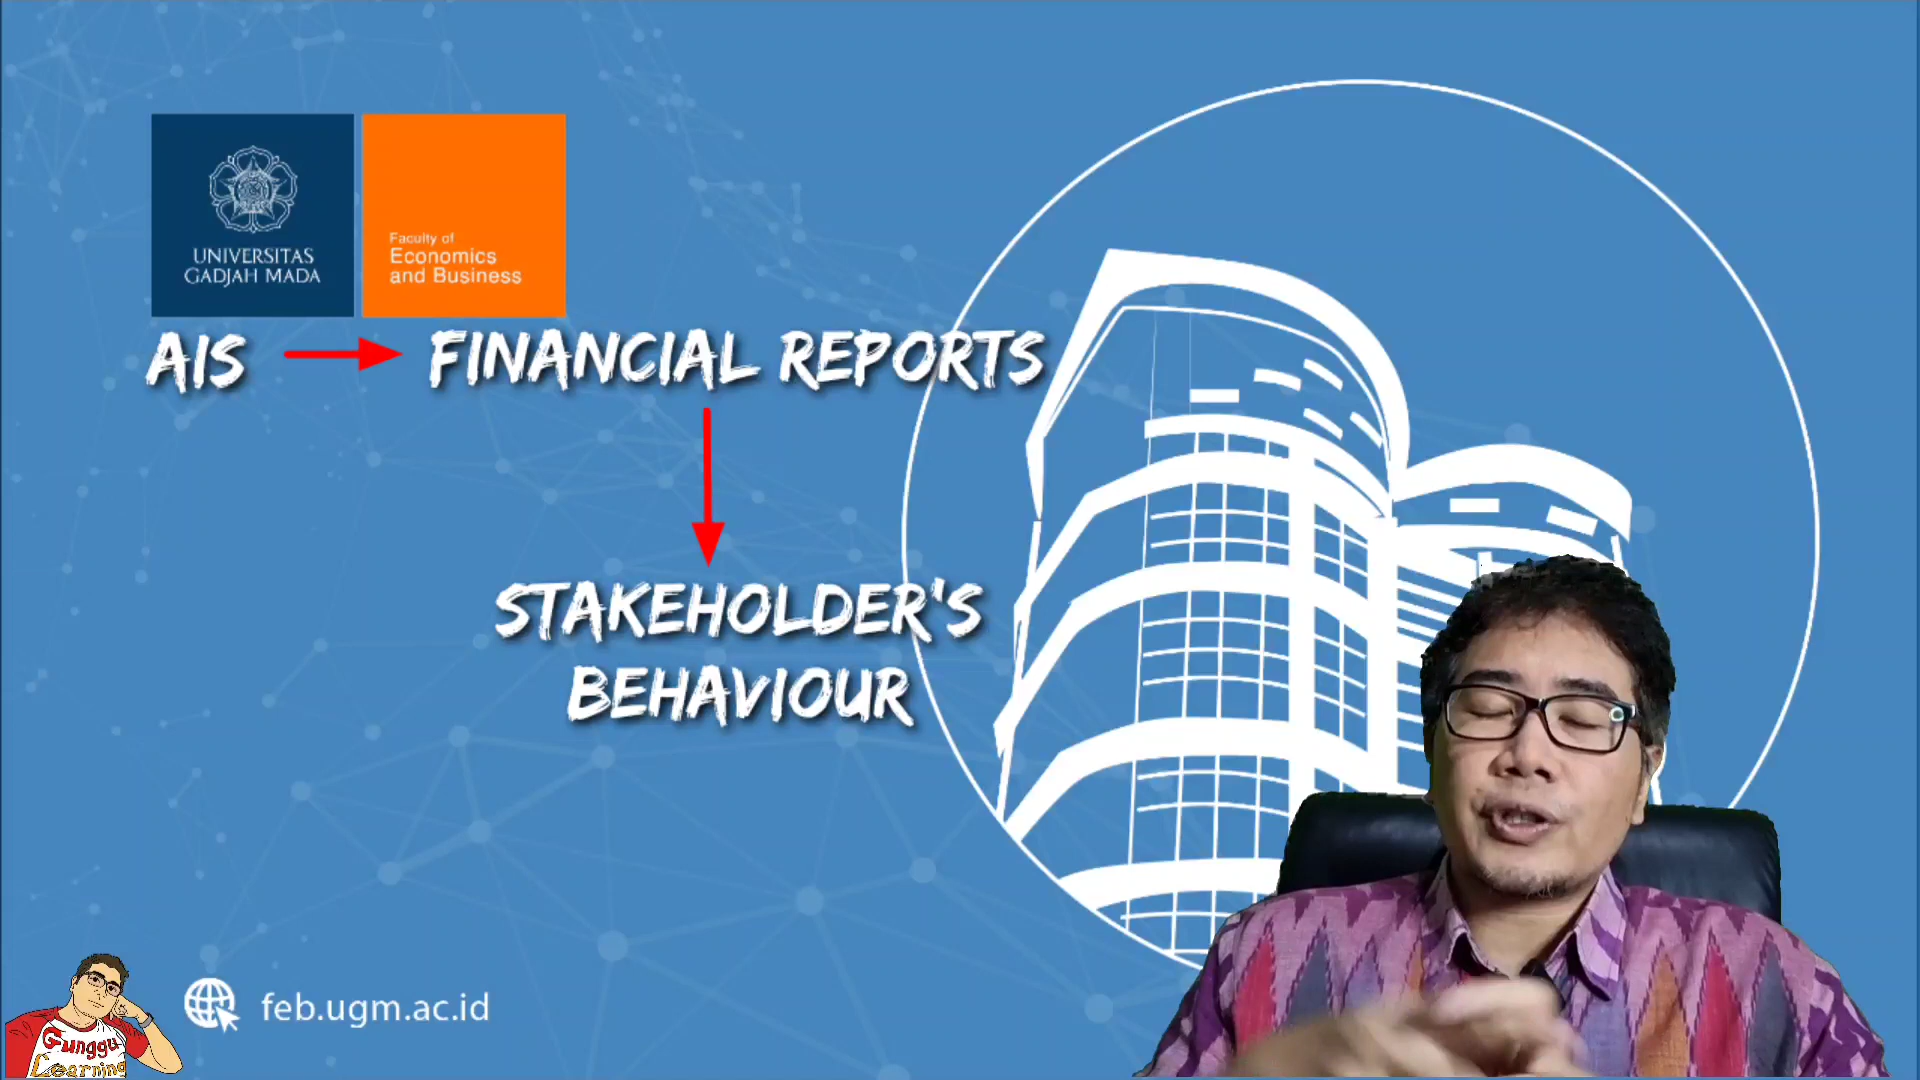 UNIVERSITAS
GADJAH MADA
Faculty of
Economics
and Business
AIS
FINANCIAL REPORTS
STAKEHOLDER'S
BEHAVIOUR
feb.ugm.ac.id
Gunggu
Learning